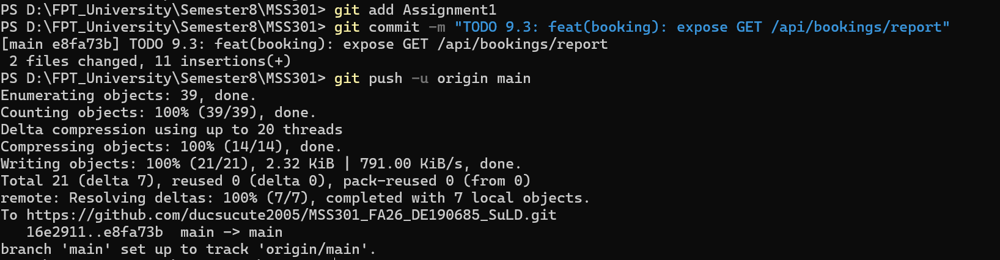 PS D:\FPT_University\Semester8\MSS301> git add Assignment1
PS D:\FPT_University\Semester8\MSS301> git commit -m "TODO 9.3: feat(booking): expose GET /api/bookings/report"
[main e8fa73b] TODO 9.3: feat(booking): expose GET /api/bookings/report
 2 files changed, 11 insertions(+)
PS D:\FPT_University\Semester8\MSS301> git push -u origin main
Enumerating objects: 39, done.
Counting objects: 100% (39/39), done.
Delta compression using up to 20 threads
Compressing objects: 100% (14/14), done.
Writing objects: 100% (21/21), 2.32 KiB | 791.00 KiB/s, done.
Total 21 (delta 7), reused 0 (delta 0), pack-reused 0 (from 0)
remote: Resolving deltas: 100% (7/7), completed with 7 local objects.
To https://github.com/ducsucute2005/MSS301_FA26_DE190685_SuLD.git
   16e2911..e8fa73b  main -> main
branch 'main' set up to track 'origin/main'.